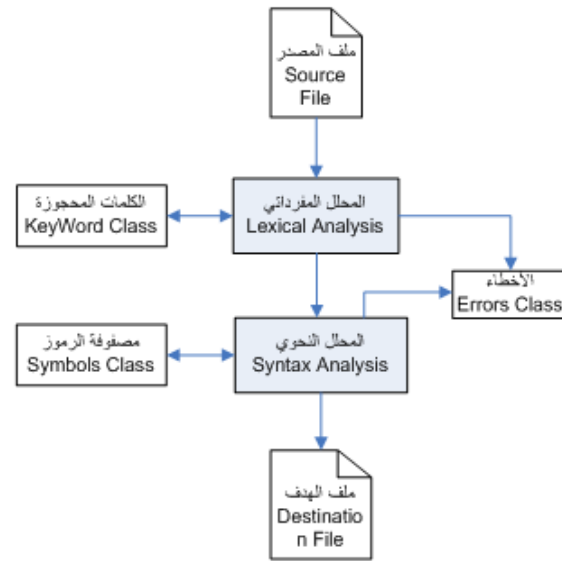 ملف المصدر
Source
File
الكلمات المحجوزة
KeyWord Class
المحلل المفرداتي
Lexical Analysis
الأخطاء
Errors Class
مصفوفة الرموز
Symbols Class
المحلل النحوي
Syntax Analysis
ملف الهدف
Destinatio
n File